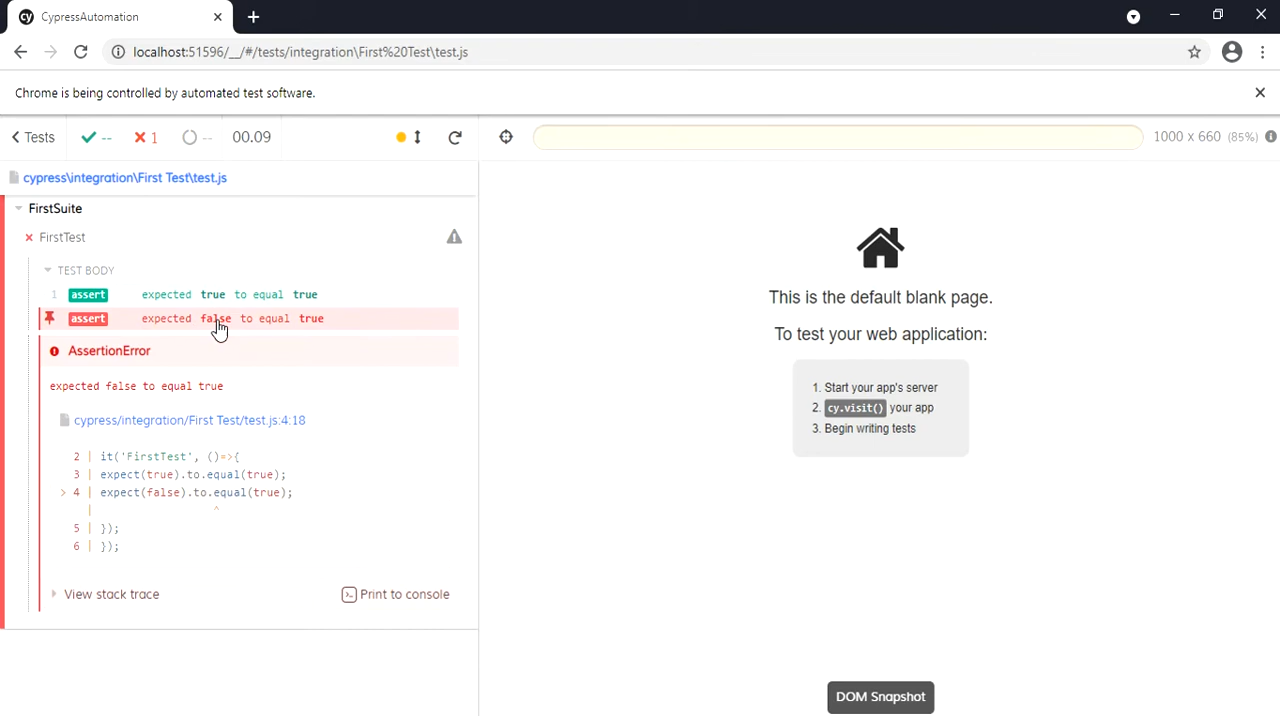 cy CypressAutomation
localhost:51596/__/#/tests/integration\First%20Test\test.js
Chrome is being controlled by automated test software.
Tests -- 1 -- 00.09 1000 x 660 (85%)
cypress\integration\First Test\test.js
FirstSuite
FirstTest
TEST BODY
1 assert expected true to equal true
assert expected false to equal true
AssertionError
expected false to equal true
cypress/integration/First Test/test.js:4:18
2 | it('FirstTest', ()=>{
3 | expect(true).to.equal(true);
> 4 | expect(false).to.equal(true);
| ^
5 | });
6 | });
View stack trace
Print to console
This is the default blank page.
To test your web application:
1. Start your app's server
2. cy.visit() your app
3. Begin writing tests
DOM Snapshot